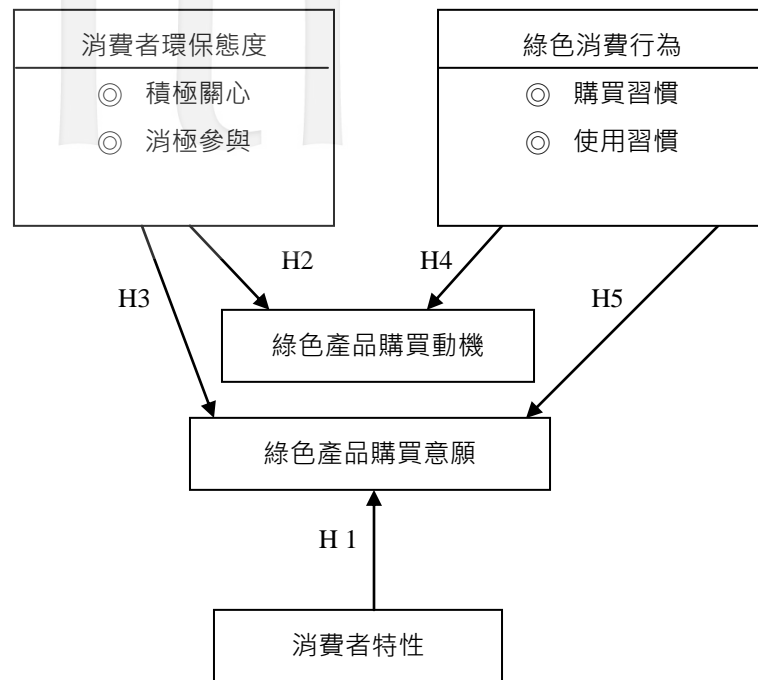 消費者環保態度
◎ 積極關心
◎ 消極參與
綠色消費行為
◎ 購買習慣
◎ 使用習慣
H2
H4
H3
H5
綠色產品購買動機
綠色產品購買意願
H 1
消費者特性